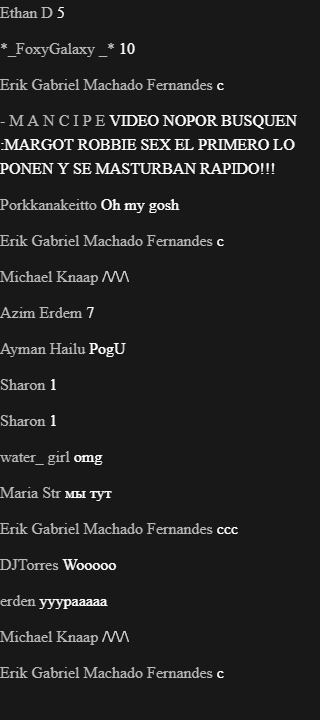 Ethan D 5
*_FoxyGalaxy _* 10
Erik Gabriel Machado Fernandes c
- M A N C I P E VIDEO NOPOR BUSQUEN
:MARGOT ROBBIE SEX EL PRIMERO LO
PONEN Y SE MASTURBAN RAPIDO!!!
Porkkanakeitto Oh my gosh
Erik Gabriel Machado Fernandes c
Michael Knaap /\/\/\
Azim Erdem 7
Ayman Hailu PogU
Sharon 1
Sharon 1
water_ girl omg
Maria Str мы тут
Erik Gabriel Machado Fernandes ccc
DJTorres Wooooo
erden yyypaaaaa
Michael Knaap /\/\/\
Erik Gabriel Machado Fernandes c